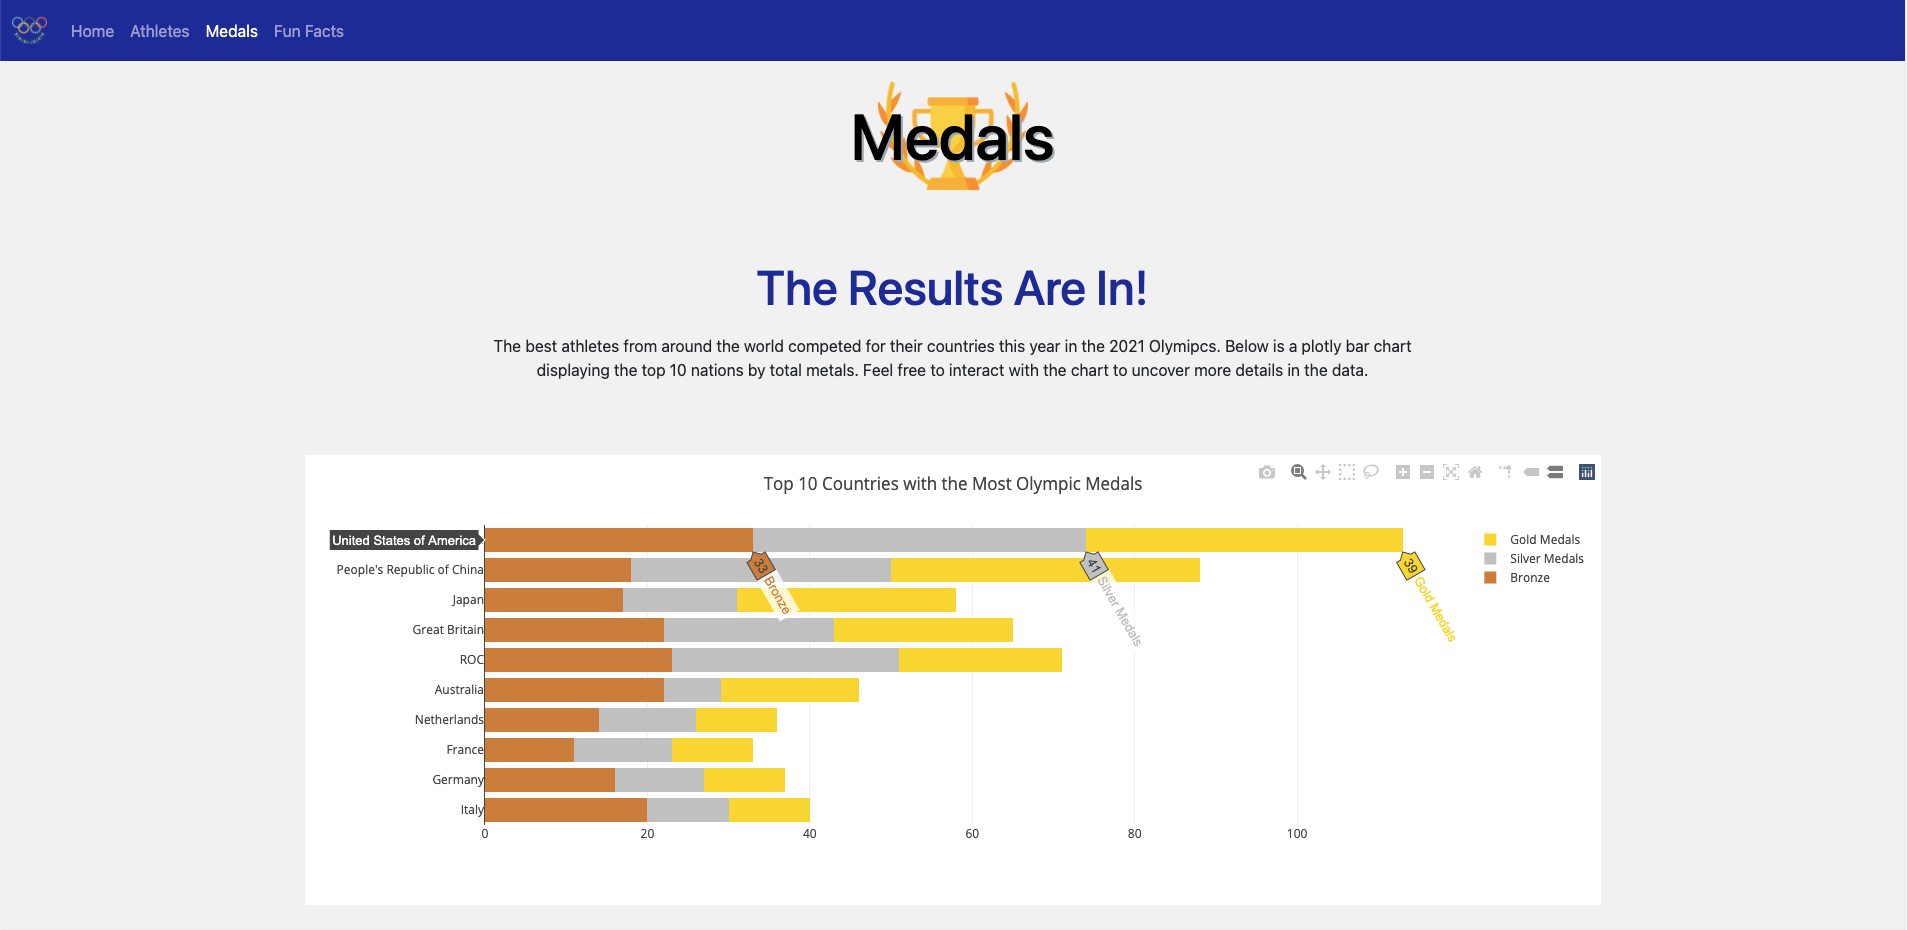 Home Athletes Medals Fun Facts
Medals
The Results Are In!
The best athletes from around the world competed for their countries this year in the 2021 Olymipcs. Below is a plotly bar chart
displaying the top 10 nations by total metals. Feel free to interact with the chart to uncover more details in the data.
Top 10 Countries with the Most Olympic Medals
United States of America
33 Bronze
41 Silver Medals
39 Gold Medals
People's Republic of China
Japan
Great Britain
ROC
Australia
Netherlands
France
Germany
Italy
0 20 40 60 80 100
Gold Medals
Silver Medals
Bronze